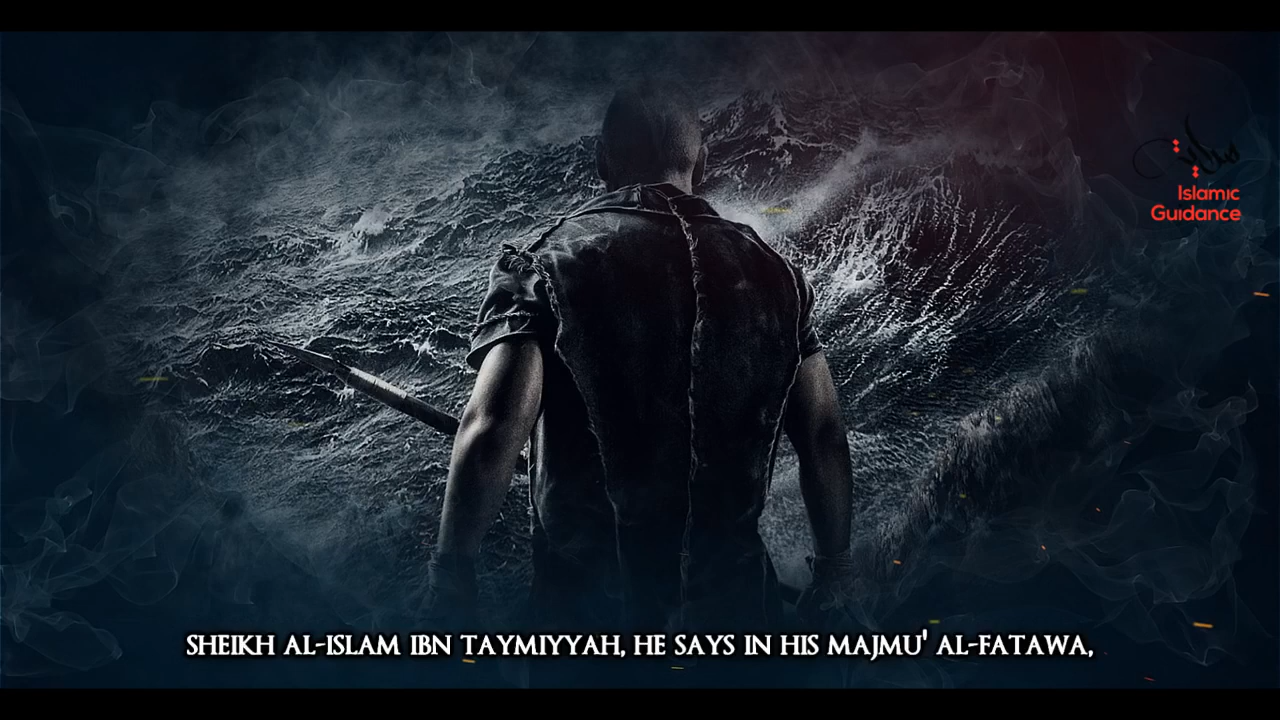 Islamic
Guidance
SHEIKH AL-ISLAM IBN TAYMIYYAH, HE SAYS IN HIS MAJMU' AL-FATAWA,